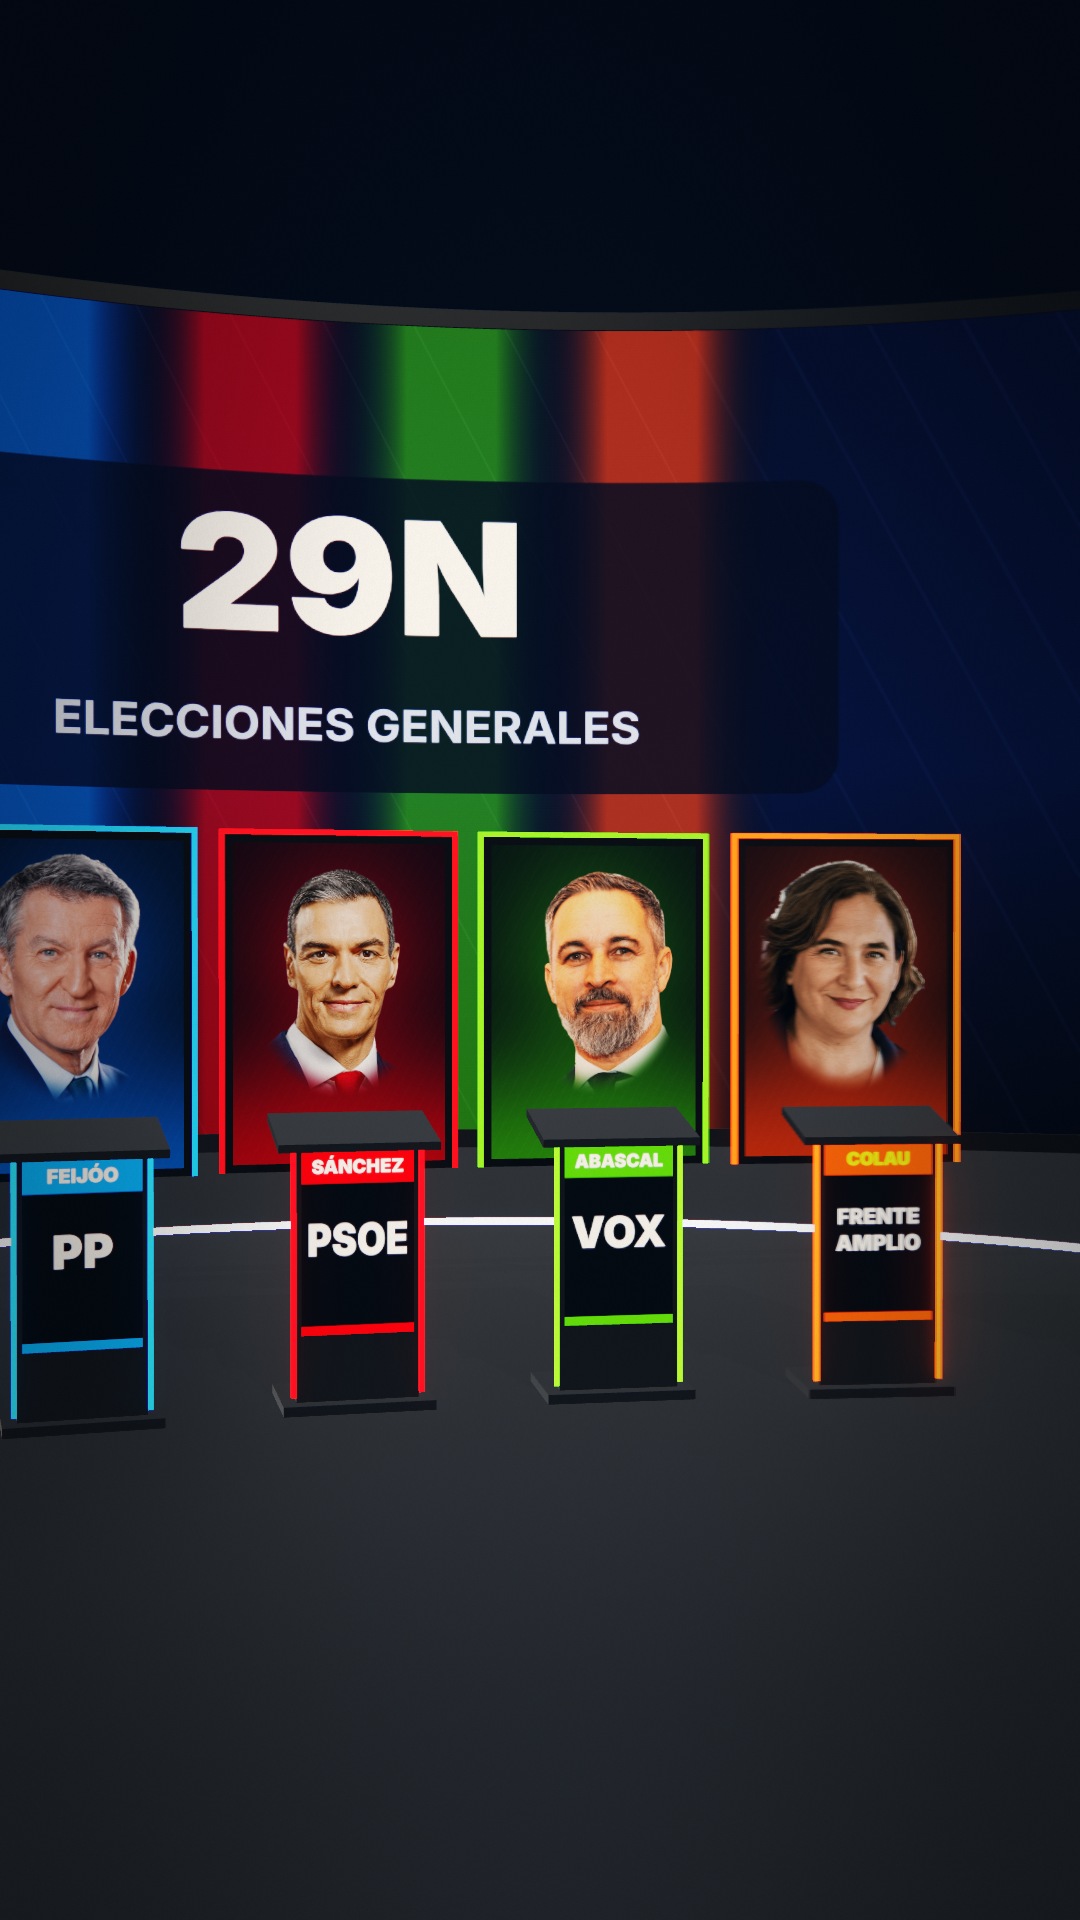 29N
ELECCIONES GENERALES
FEIJÓO
PP
SÁNCHEZ
PSOE
ABASCAL
VOX
COLAU
FRENTE
AMPLIO